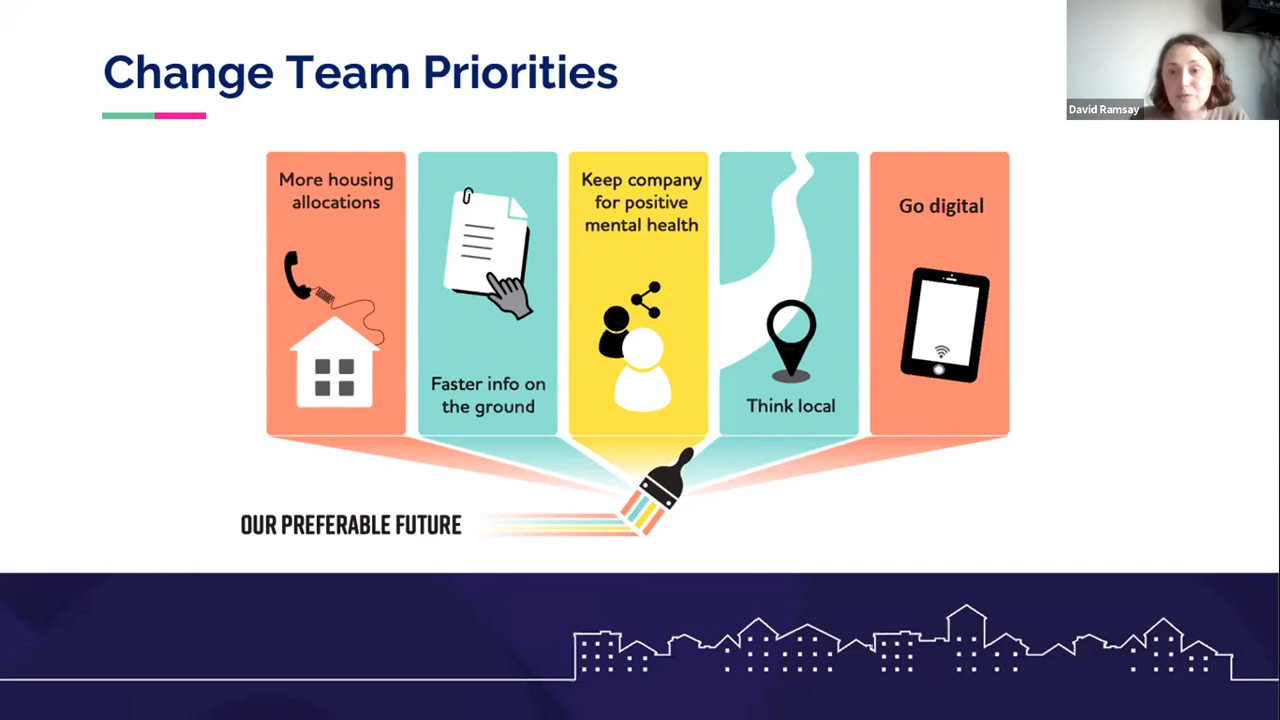 Change Team Priorities
David Ramsay
More housing
allocations
Faster info on
the ground
Keep company
for positive
mental health
Think local
Go digital
OUR PREFERABLE FUTURE